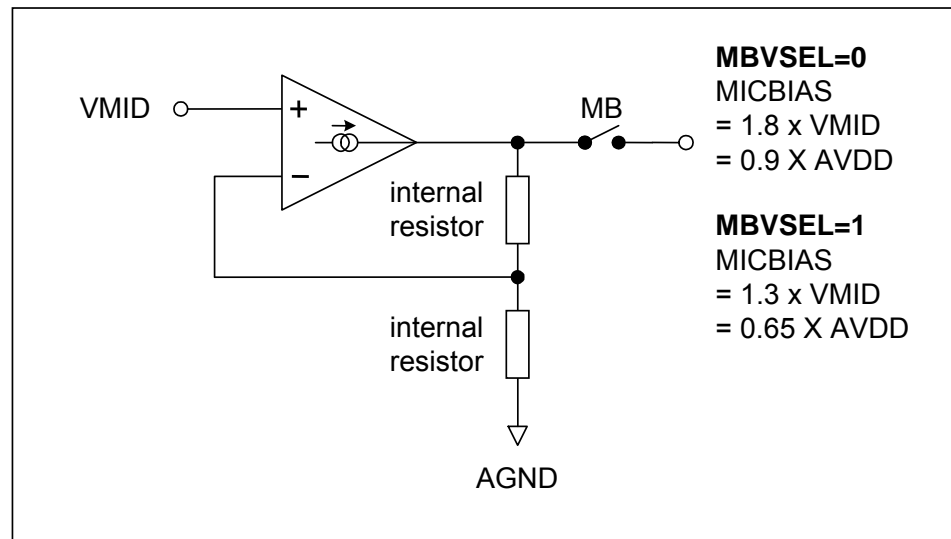 VMID
+
−
MB
internal
resistor
internal
resistor
AGND
MBVSEL=0
MICBIAS
= 1.8 x VMID
= 0.9 X AVDD
MBVSEL=1
MICBIAS
= 1.3 x VMID
= 0.65 X AVDD